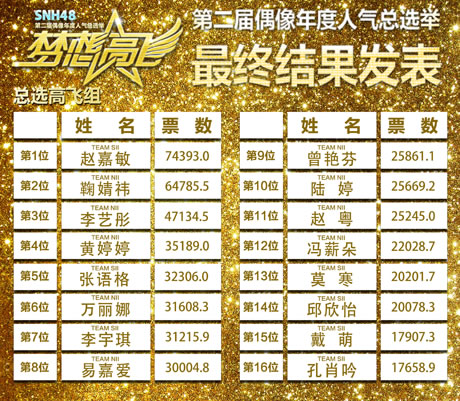 SNH48
第二届偶像年度人气总选举
梦想高飞
第二届偶像年度人气总选举
最终结果发表
总选高飞组
姓 名 票 数
第1位 TEAM SII 赵嘉敏 74393.0
第2位 TEAM NII 鞠婧祎 64785.5
第3位 TEAM NII 李艺彤 47134.5
第4位 TEAM NII 黄婷婷 35189.0
第5位 TEAM SII 张语格 32306.0
第6位 TEAM NII 万丽娜 31608.3
第7位 TEAM SII 李宇琪 31215.9
第8位 TEAM NII 易嘉爱 30004.8
姓 名 票 数
第9位 TEAM NII 曾艳芬 25861.1
第10位 TEAM NII 陆 婷 25669.2
第11位 TEAM NII 赵 粤 25245.0
第12位 TEAM NII 冯薪朵 22028.7
第13位 TEAM SII 莫 寒 20201.7
第14位 TEAM SII 邱欣怡 20078.3
第15位 TEAM SII 戴 萌 17907.3
第16位 TEAM SII 孔肖吟 17658.9